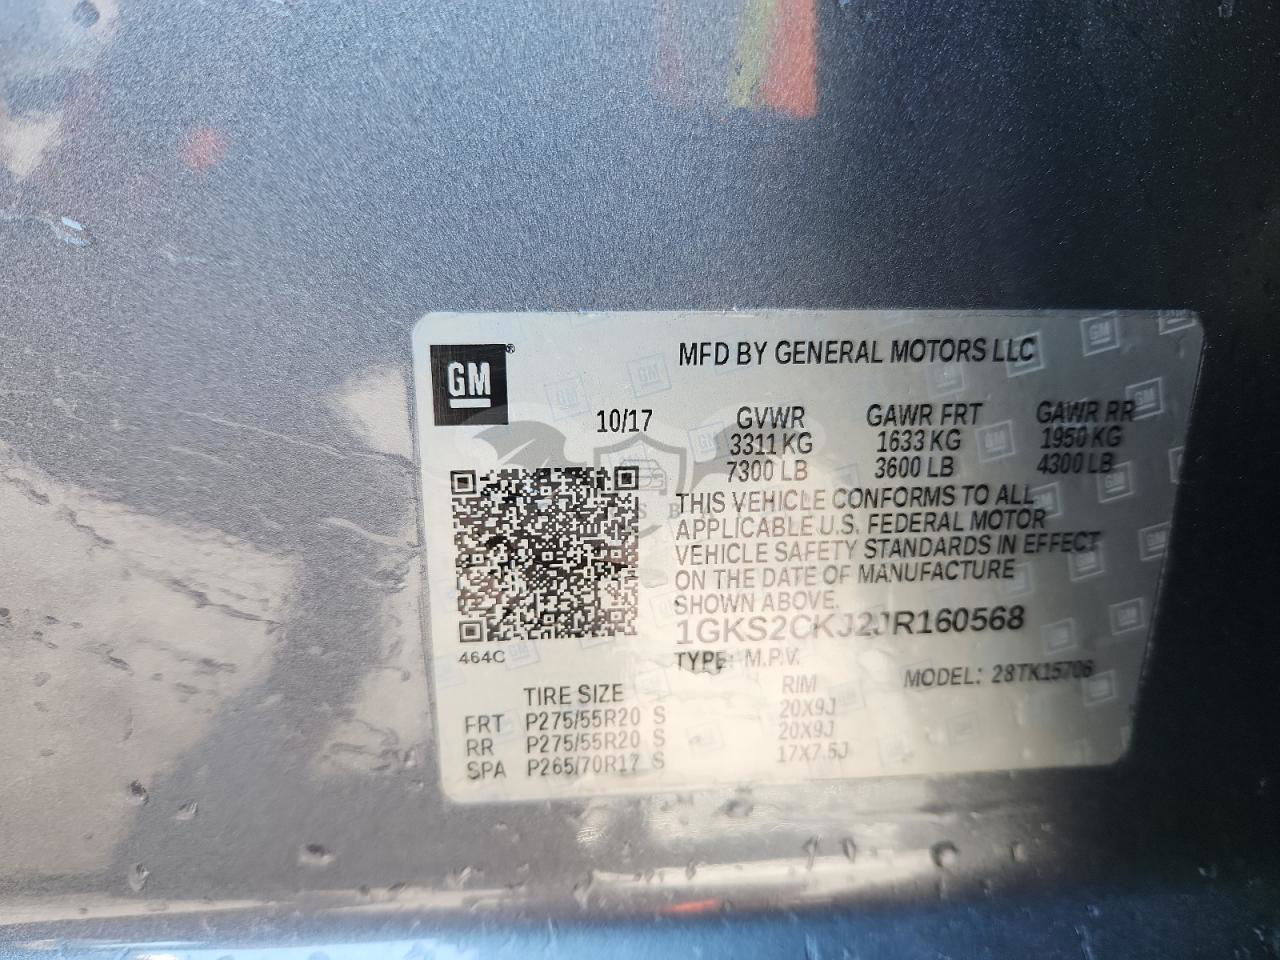 GM
MFD BY GENERAL MOTORS LLC
10/17 GVWR GAWR FRT GAWR RR
3311 KG 1633 KG 1950 KG
7300 LB 3600 LB 4300 LB
THIS VEHICLE CONFORMS TO ALL
APPLICABLE U.S. FEDERAL MOTOR
VEHICLE SAFETY STANDARDS IN EFFECT
ON THE DATE OF MANUFACTURE
SHOWN ABOVE.
1GKS2CKJ2JR160568
464C
TYPE: M.P.V.
MODEL: 28TK15706
TIRE SIZE RIM
FRT P275/55R20 S 20X9J
RR P275/55R20 S 20X9J
SPA P265/70R17 S 17X7.5J